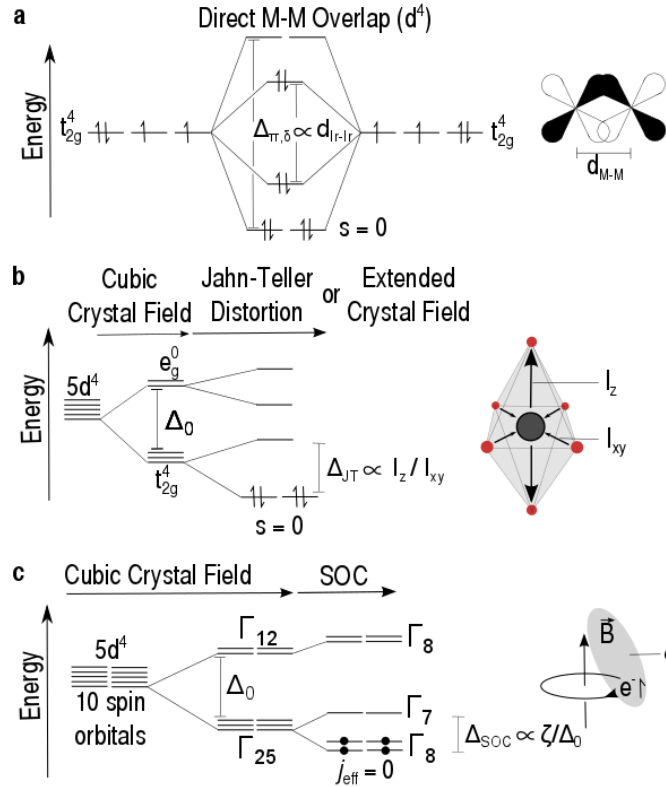 a
Direct M-M Overlap (d⁴)
Energy
t₂g⁴
Δπ,δ ∝ dIr-Ir
t₂g⁴
dM-M
s = 0
b
Cubic
Crystal Field
Jahn-Teller
Distortion
or
Extended
Crystal Field
Energy
5d⁴
eg⁰
Δ₀
t₂g⁴
ΔJT ∝ lz / lxy
s = 0
lz
lxy
c
Cubic Crystal Field
SOC
Energy
5d⁴
10 spin
orbitals
Γ₁₂
Γ₈
Δ₀
Γ₂₅
Γ₇
Γ₈
jeff = 0
ΔSOC ∝ ζ/Δ₀
B⃗
e⁻